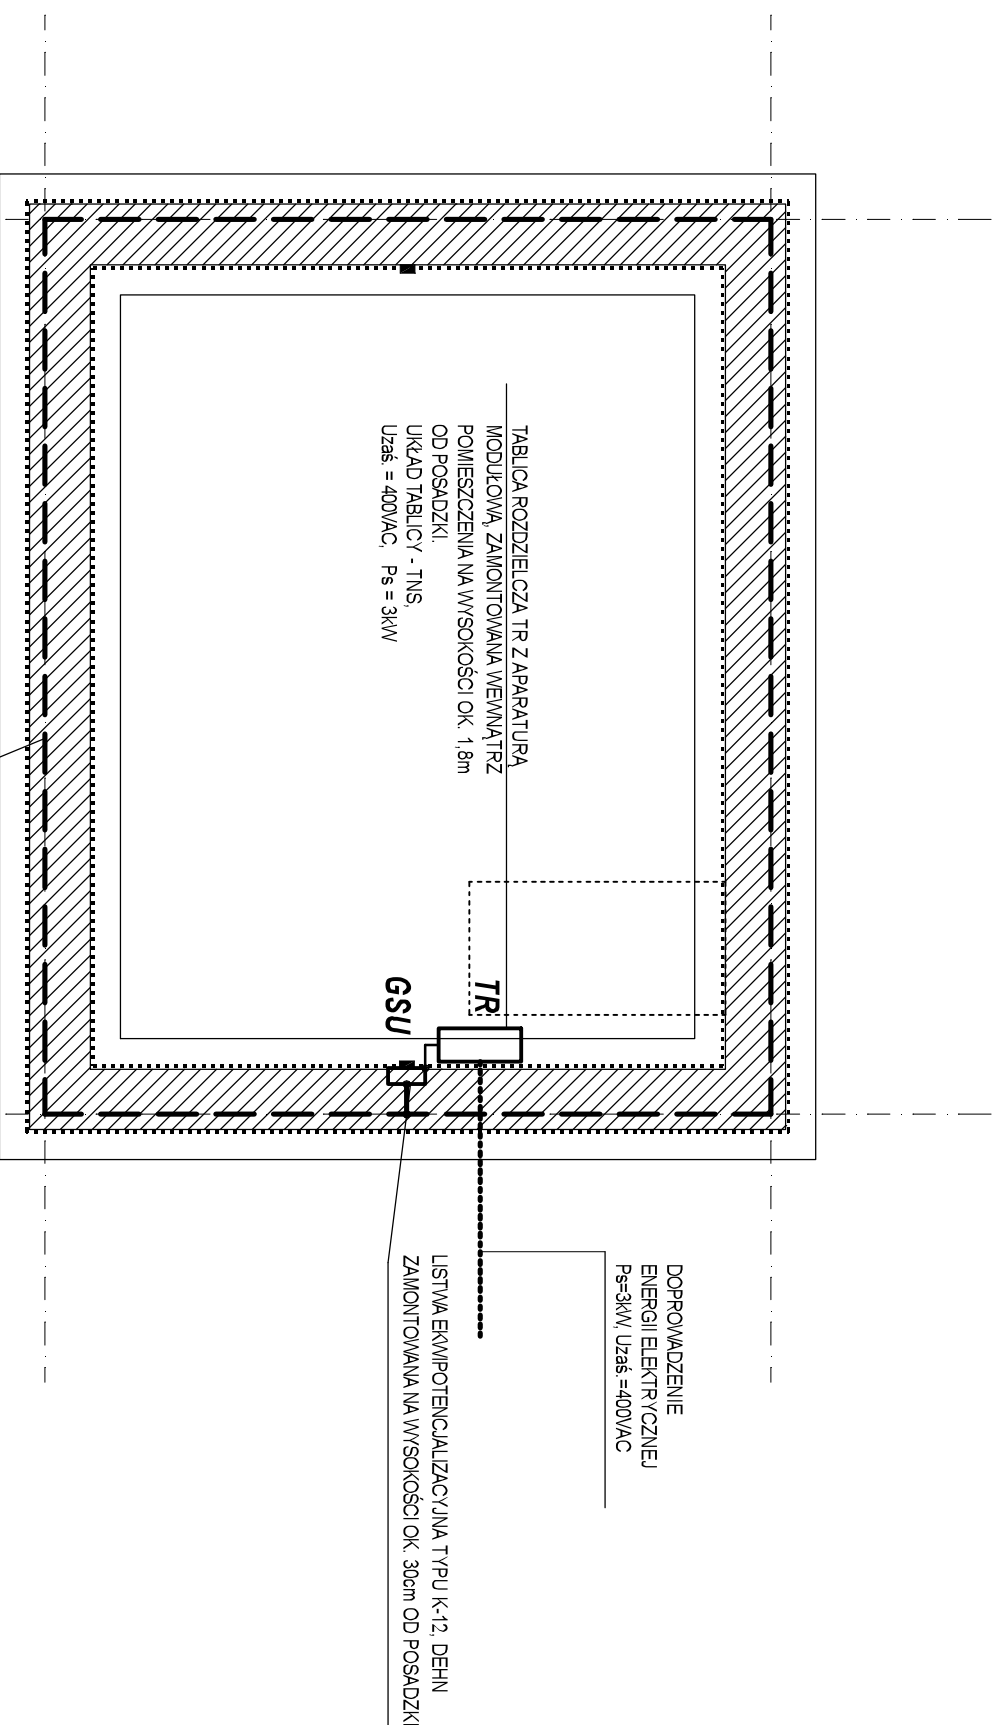 TABLICA ROZDZIELCZA TR Z APARATURĄ
MODUŁOWĄ, ZAMONTOWANA WEWNĄTRZ
POMIESZCZENIA NA WYSOKOŚCI OK. 1,8m
OD POSADZKI.
UKŁAD TABLICY - TNS,
Uzaś. = 400VAC, Ps = 3kW
TR
GSU
DOPROWADZENIE
ENERGII ELEKTRYCZNEJ
Ps=3kW, Uzaś.=400VAC
LISTWA EKWIPOTENCJALIZACYJNA TYPU K-12, DEHN
ZAMONTOWANA NA WYSOKOŚCI OK. 30cm OD POSADZKI